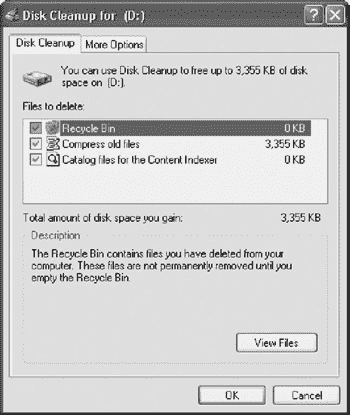 Disk Cleanup for (D:)
Disk Cleanup More Options
You can use Disk Cleanup to free up to 3,355 KB of disk
space on (D:).
Files to delete:
Recycle Bin 0 KB
Compress old files 3,355 KB
Catalog files for the Content Indexer 0 KB
Total amount of disk space you gain: 3,355 KB
Description
The Recycle Bin contains files you have deleted from your
computer. These files are not permanently removed until you
empty the Recycle Bin.
View Files
OK Cancel